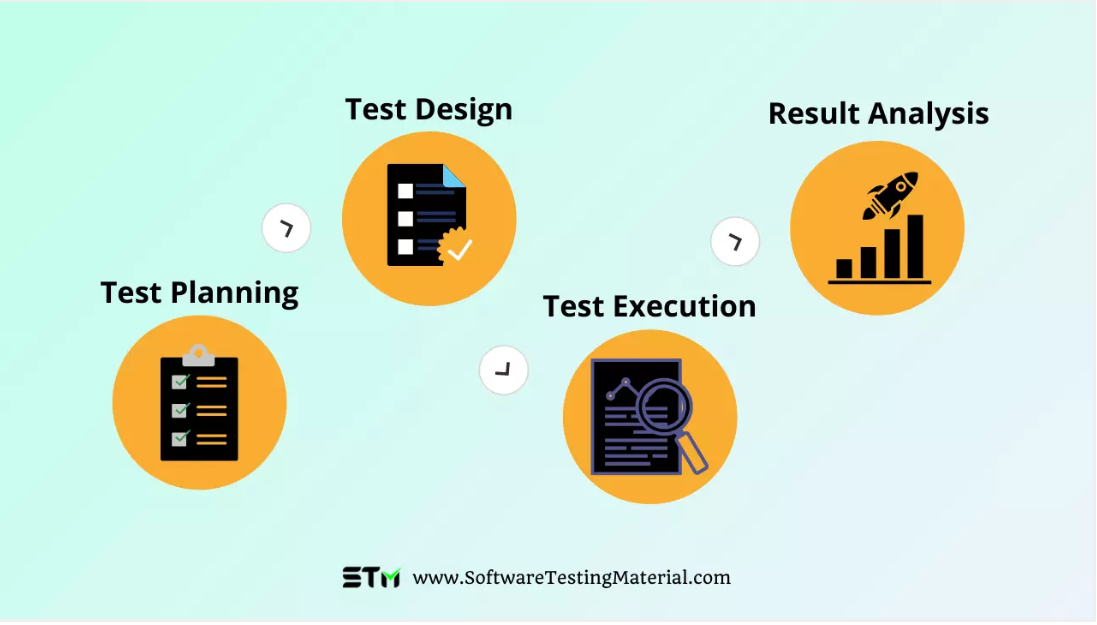 Test Planning
Test Design
Test Execution
Result Analysis
STM www.SoftwareTestingMaterial.com